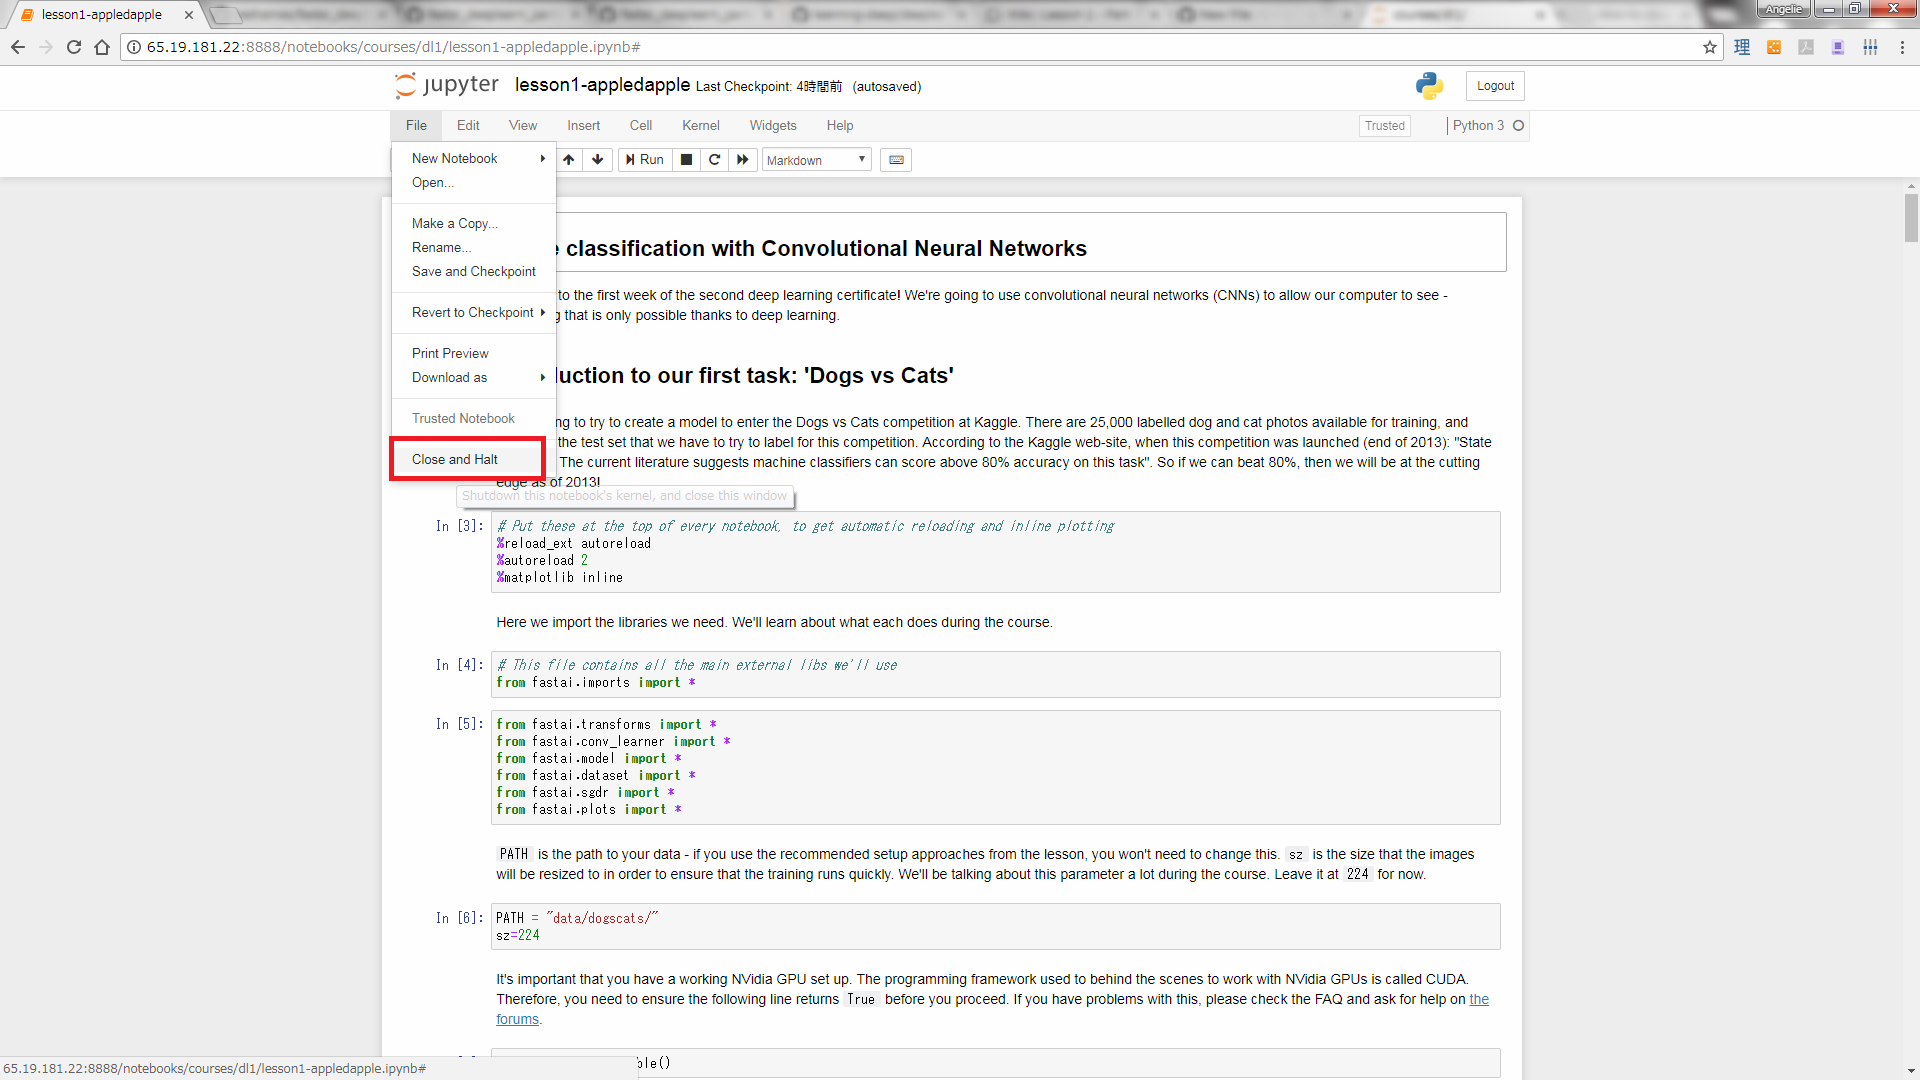 lesson1-appledapple
Angelie
65.19.181.22:8888/notebooks/courses/dl1/lesson1-appledapple.ipynb#
理
jupyter lesson1-appledapple Last Checkpoint: 4時間前 (autosaved)
Logout
File Edit View Insert Cell Kernel Widgets Help
Trusted Python 3
New Notebook
Open...
Make a Copy...
Rename...
Save and Checkpoint
Revert to Checkpoint
Print Preview
Download as
Trusted Notebook
Close and Halt
Shutdown this notebook's kernel, and close this window
Run
Markdown
classification with Convolutional Neural Networks
to the first week of the second deep learning certificate! We're going to use convolutional neural networks (CNNs) to allow our computer to see -
that is only possible thanks to deep learning.
uction to our first task: 'Dogs vs Cats'
ng to try to create a model to enter the Dogs vs Cats competition at Kaggle. There are 25,000 labelled dog and cat photos available for training, and
the test set that we have to try to label for this competition. According to the Kaggle web-site, when this competition was launched (end of 2013): "State
The current literature suggests machine classifiers can score above 80% accuracy on this task". So if we can beat 80%, then we will be at the cutting
edge as of 2013!
In [3]: # Put these at the top of every notebook, to get automatic reloading and inline plotting
%reload_ext autoreload
%autoreload 2
%matplotlib inline
Here we import the libraries we need. We'll learn about what each does during the course.
In [4]: # This file contains all the main external libs we'll use
from fastai.imports import *
In [5]: from fastai.transforms import *
from fastai.conv_learner import *
from fastai.model import *
from fastai.dataset import *
from fastai.sgdr import *
from fastai.plots import *
PATH is the path to your data - if you use the recommended setup approaches from the lesson, you won't need to change this. sz is the size that the images
will be resized to in order to ensure that the training runs quickly. We'll be talking about this parameter a lot during the course. Leave it at 224 for now.
In [6]: PATH = "data/dogscats/"
sz=224
It's important that you have a working NVidia GPU set up. The programming framework used to behind the scenes to work with NVidia GPUs is called CUDA.
Therefore, you need to ensure the following line returns True before you proceed. If you have problems with this, please check the FAQ and ask for help on the
forums.
ble()
65.19.181.22:8888/notebooks/courses/dl1/lesson1-appledapple.ipynb#